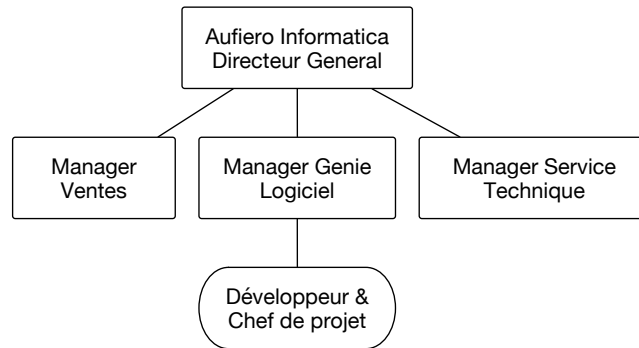 Aufiero Informatica
Directeur General
Manager
Ventes
Manager Genie
Logiciel
Manager Service
Technique
Développeur &
Chef de projet